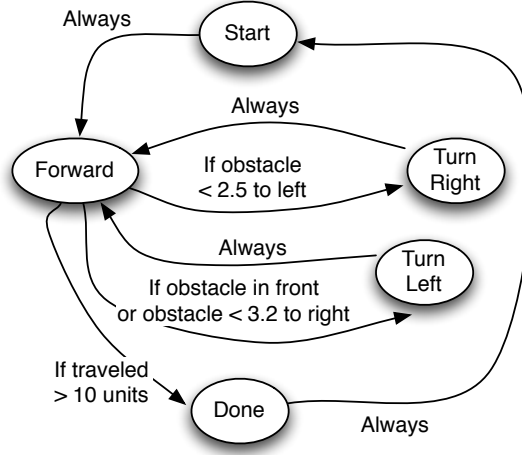 Always
Start
Always
Forward
If obstacle
< 2.5 to left
Turn
Right
Always
Turn
Left
If obstacle in front
or obstacle < 3.2 to right
If traveled
> 10 units
Done
Always